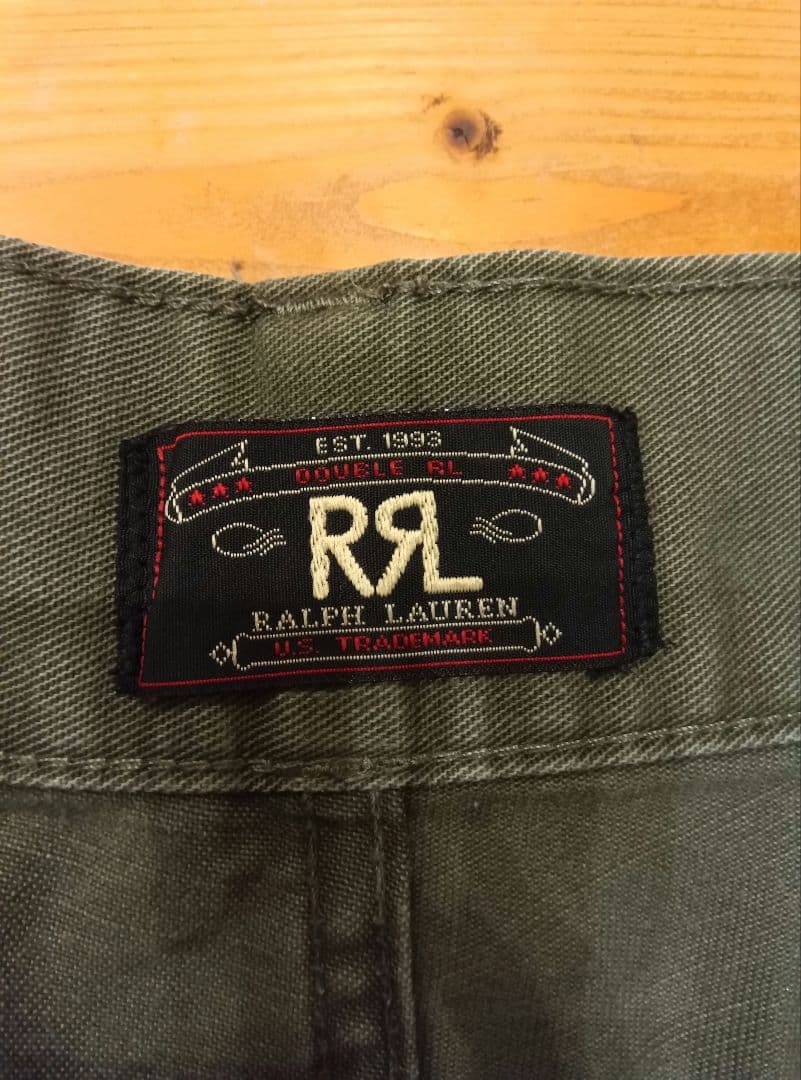 EST. 1993
★★★ DOUBLE RL ★★★
RRL
RALPH LAUREN
U.S. TRADEMARK